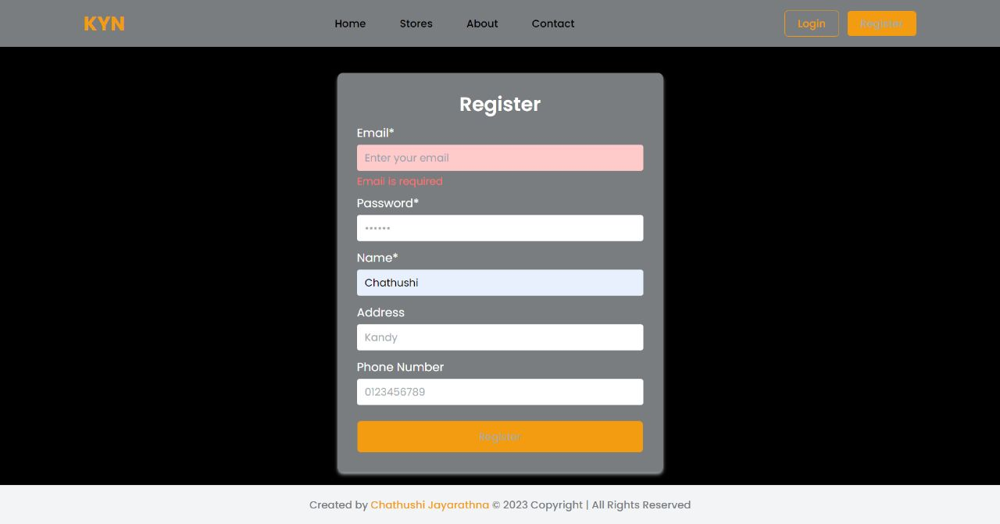 KYN
Home Stores About Contact
Login Register
Register
Email*
Enter your email
Email is required
Password*
••••••
Name*
Chathushi
Address
Kandy
Phone Number
0123456789
Register
Created by Chathushi Jayarathna © 2023 Copyright | All Rights Reserved